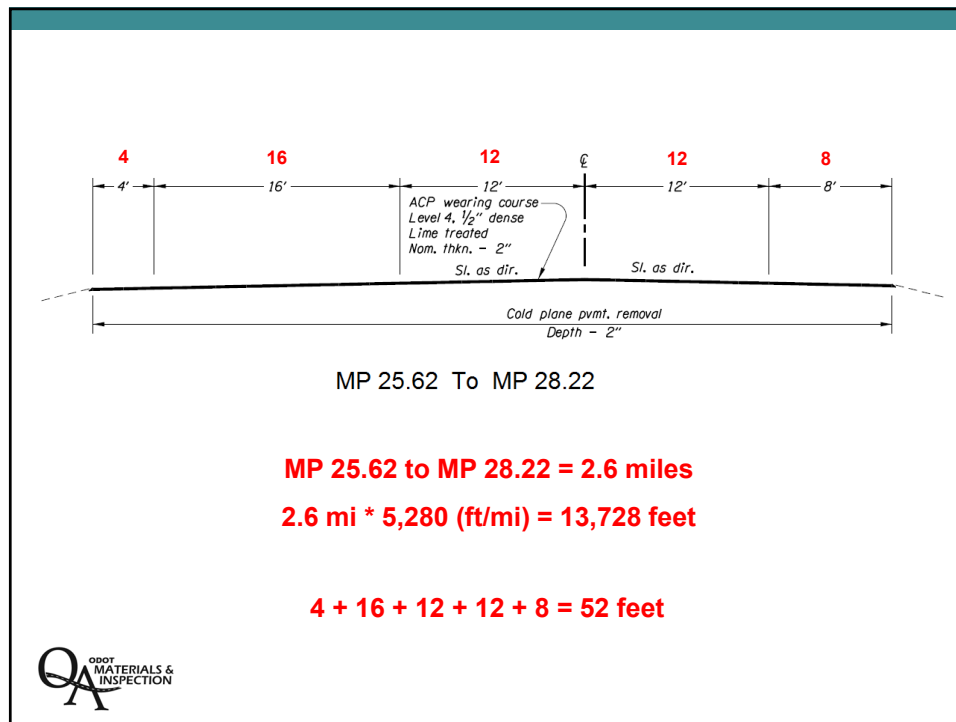 4 16 12 ℄ 12 8
4' 16' 12' 12' 8'
ACP wearing course
Level 4, 1/2" dense
Lime treated
Nom. thkn. - 2"
Sl. as dir. Sl. as dir.
Cold plane pvmt. removal
Depth - 2"
MP 25.62 To MP 28.22
MP 25.62 to MP 28.22 = 2.6 miles
2.6 mi * 5,280 (ft/mi) = 13,728 feet
4 + 16 + 12 + 12 + 8 = 52 feet
QA ODOT
MATERIALS &
INSPECTION